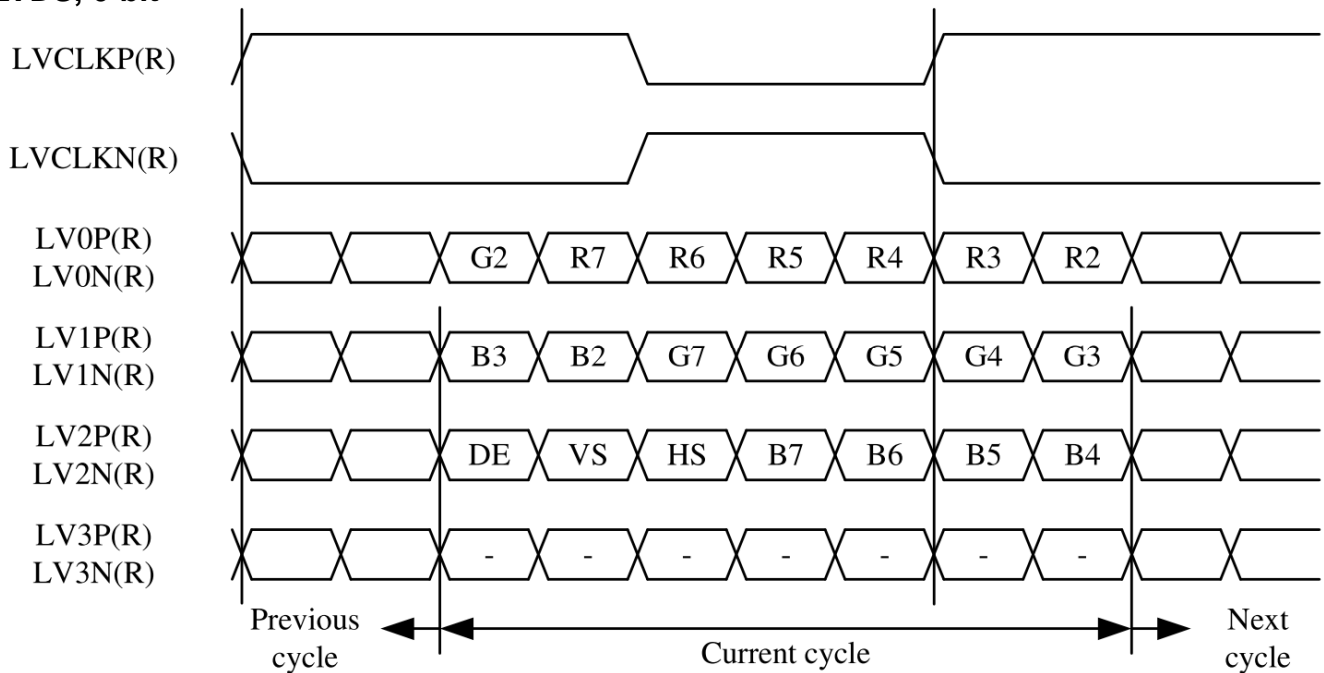 LVCLKP(R)
LVCLKN(R)
LV0P(R)
LV0N(R)
G2 R7 R6 R5 R4 R3 R2
LV1P(R)
LV1N(R)
B3 B2 G7 G6 G5 G4 G3
LV2P(R)
LV2N(R)
DE VS HS B7 B6 B5 B4
LV3P(R)
LV3N(R)
- - - - - - -
Previous
cycle
Current cycle
Next
cycle